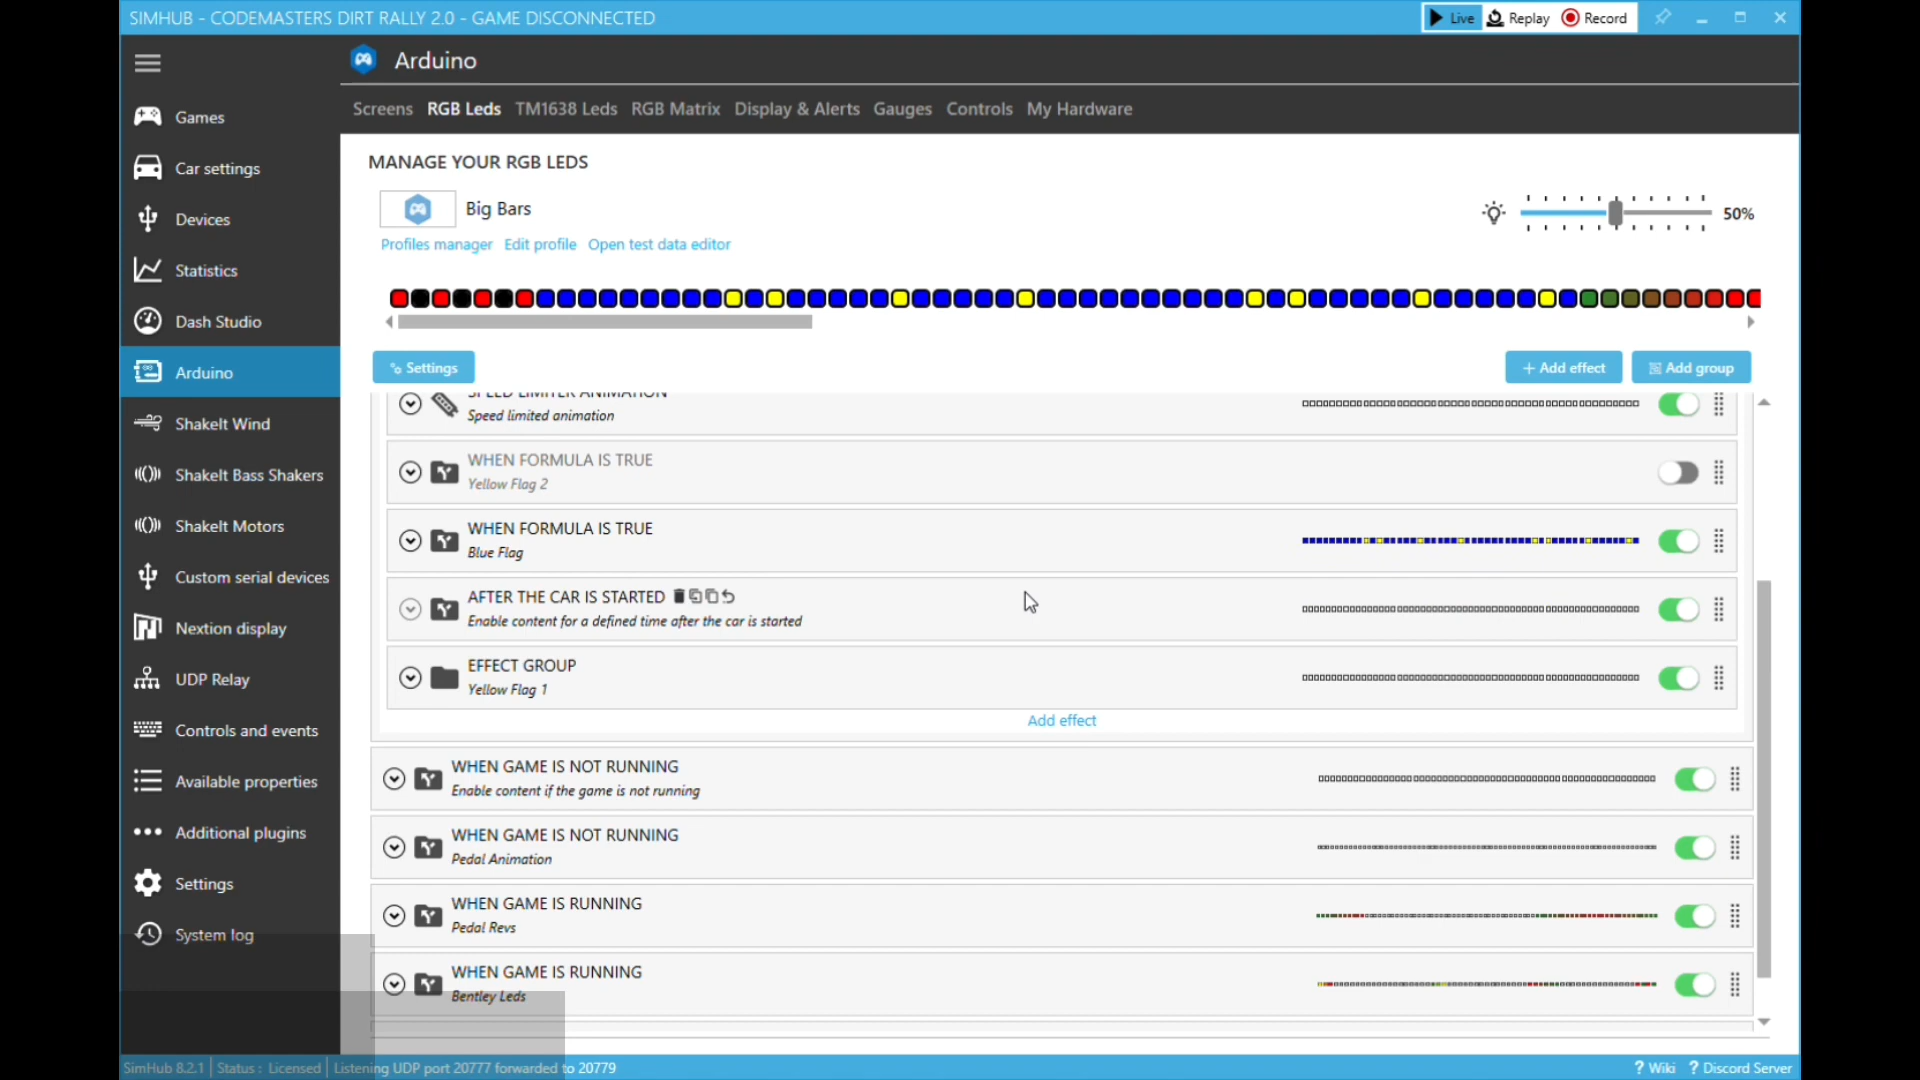 SIMHUB - CODEMASTERS DIRT RALLY 2.0 - GAME DISCONNECTED
Live Replay Record
Arduino
Screens RGB Leds TM1638 Leds RGB Matrix Display & Alerts Gauges Controls My Hardware
Games
Car settings
Devices
Statistics
Dash Studio
Arduino
ShakeIt Wind
ShakeIt Bass Shakers
ShakeIt Motors
Custom serial devices
Nextion display
UDP Relay
Controls and events
Available properties
Additional plugins
Settings
System log
MANAGE YOUR RGB LEDS
Big Bars
50%
Profiles manager Edit profile Open test data editor
Settings
+ Add effect
Add group
SPEED LIMITER ANIMATION
Speed limited animation
WHEN FORMULA IS TRUE
Yellow Flag 2
WHEN FORMULA IS TRUE
Blue Flag
AFTER THE CAR IS STARTED
Enable content for a defined time after the car is started
EFFECT GROUP
Yellow Flag 1
Add effect
WHEN GAME IS NOT RUNNING
Enable content if the game is not running
WHEN GAME IS NOT RUNNING
Pedal Animation
WHEN GAME IS RUNNING
Pedal Revs
WHEN GAME IS RUNNING
Bentley Leds
SimHub 8.2.1 Status : Licensed Listening UDP port 20777 forwarded to 20779
? Wiki ? Discord Server